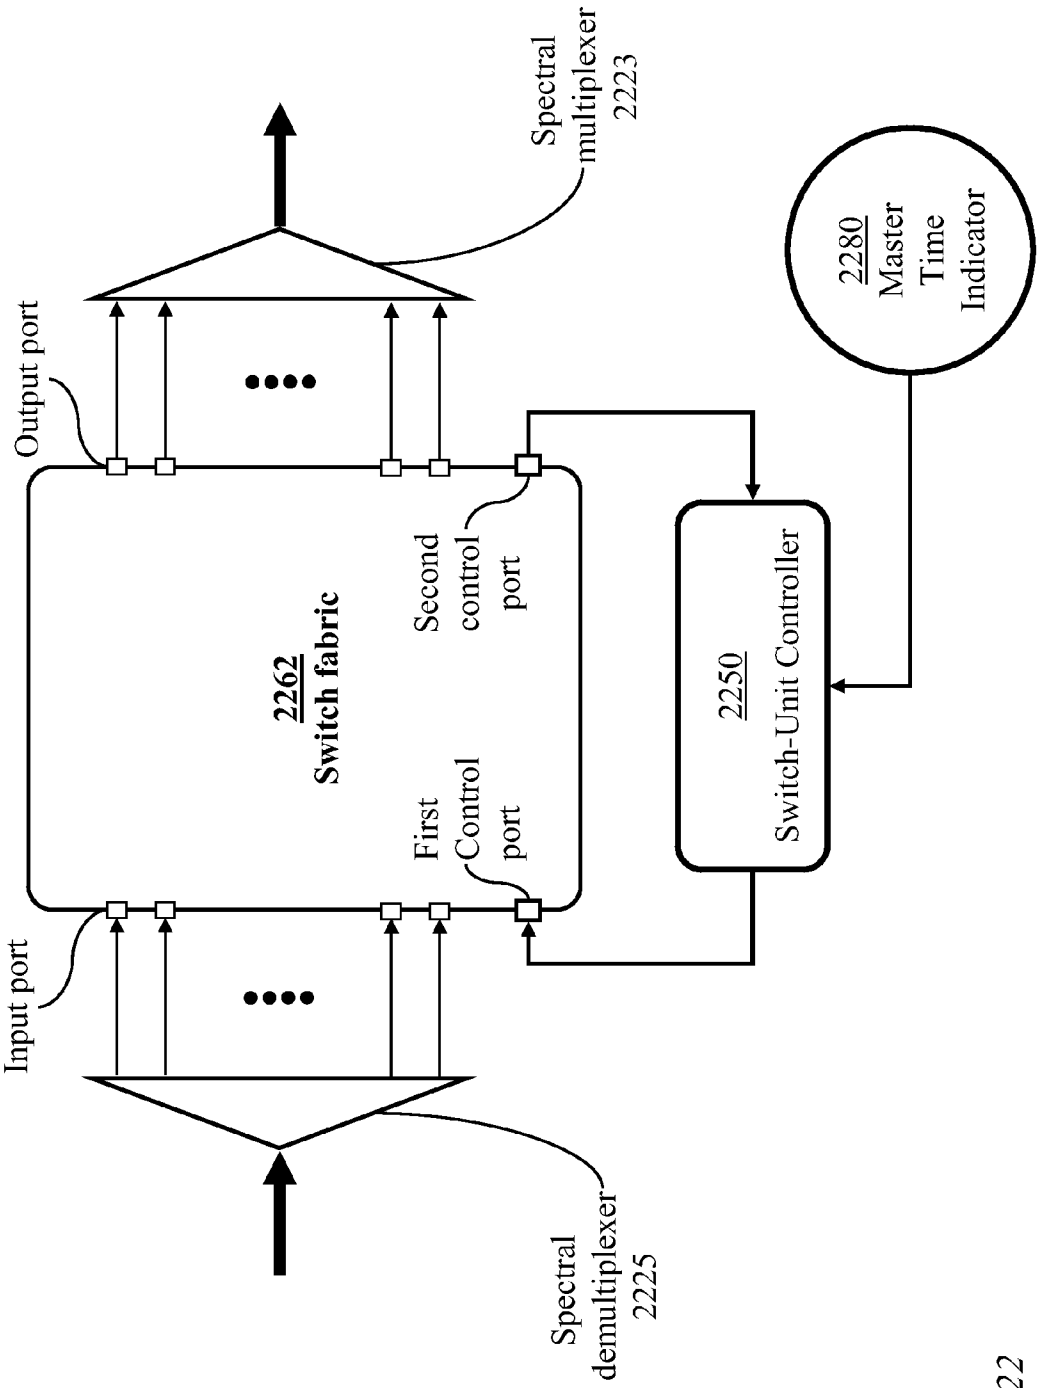 Input port
Output port
2262
Switch fabric
First
Control
port
Second
control
port
Spectral
demultiplexer
2225
Spectral
multiplexer
2223
2250
Switch-Unit Controller
2280
Master
Time
Indicator
22